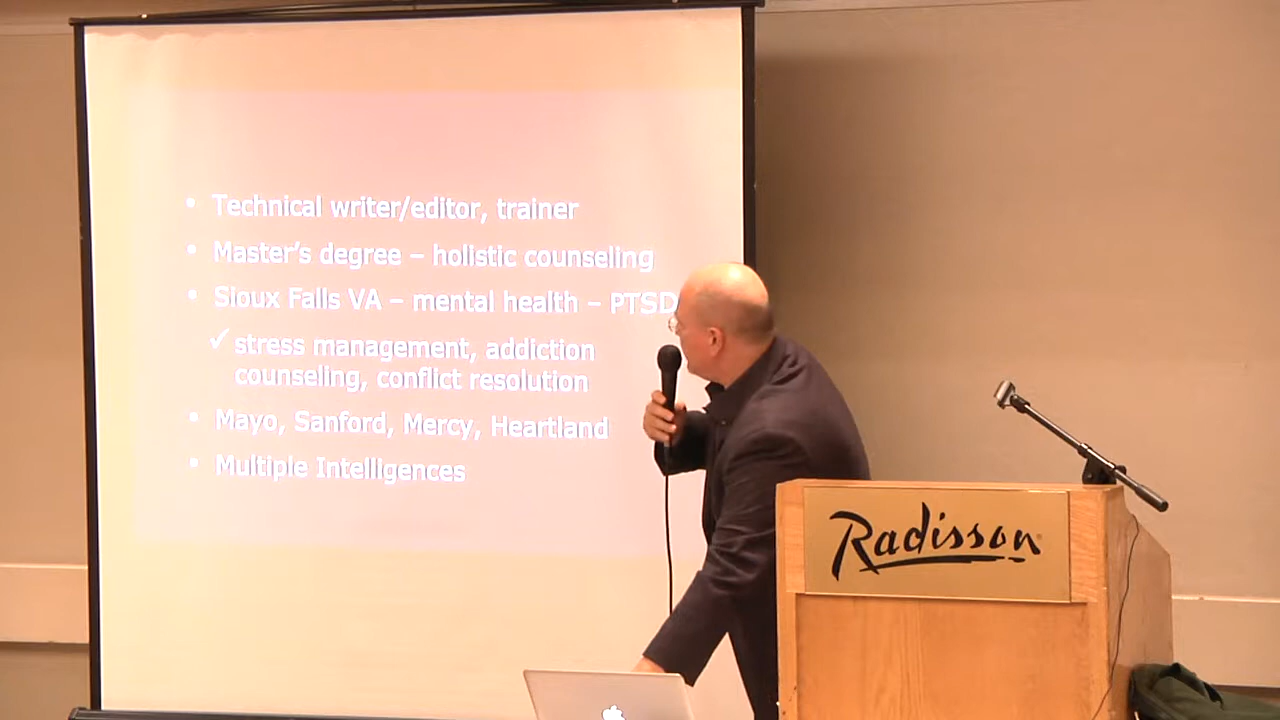 • Technical writer/editor, trainer
• Master's degree – holistic counseling
• Sioux Falls VA – mental health – PTSD
✓ stress management, addiction
counseling, conflict resolution
• Mayo, Sanford, Mercy, Heartland
• Multiple Intelligences
Radisson